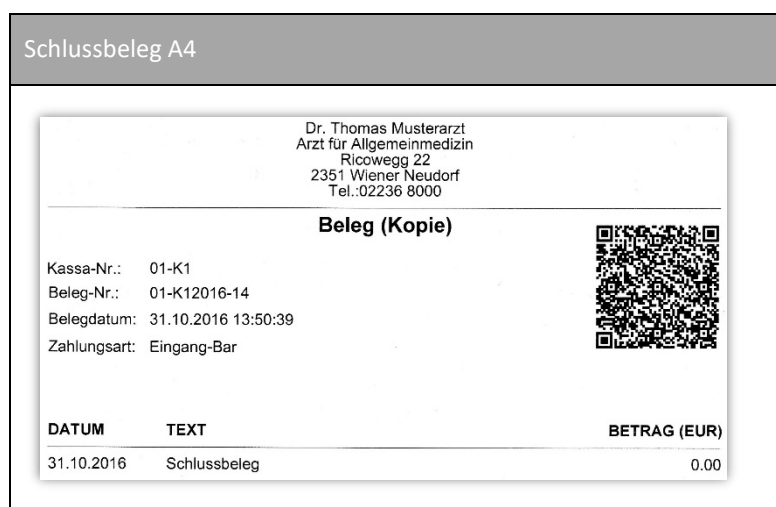 Schlussbeleg A4
Dr. Thomas Musterarzt
Arzt für Allgemeinmedizin
Ricowegg 22
2351 Wiener Neudorf
Tel.:02236 8000
Beleg (Kopie)
Kassa-Nr.: 01-K1
Beleg-Nr.: 01-K12016-14
Belegdatum: 31.10.2016 13:50:39
Zahlungsart: Eingang-Bar
DATUM TEXT BETRAG (EUR)
31.10.2016 Schlussbeleg 0.00